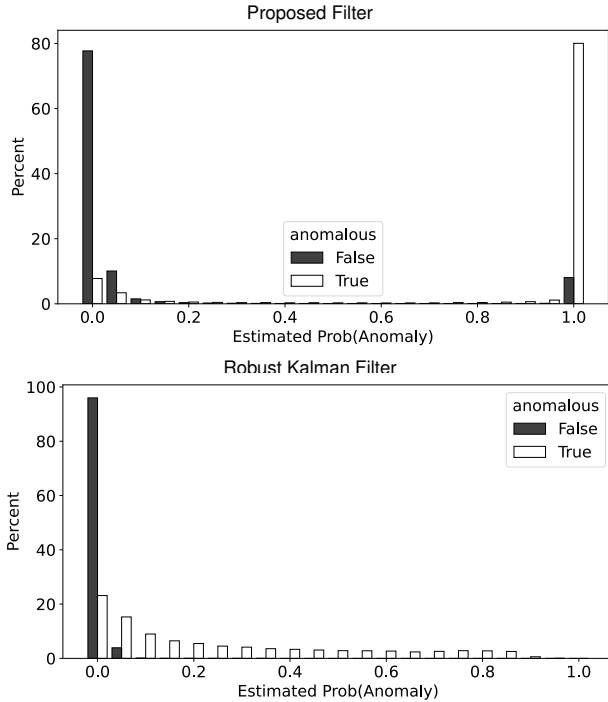 Proposed Filter
80
60
40
20
0
Percent
anomalous
False
True
0.0 0.2 0.4 0.6 0.8 1.0
Estimated Prob(Anomaly)
Robust Kalman Filter
100
80
60
40
20
0
Percent
anomalous
False
True
0.0 0.2 0.4 0.6 0.8 1.0
Estimated Prob(Anomaly)